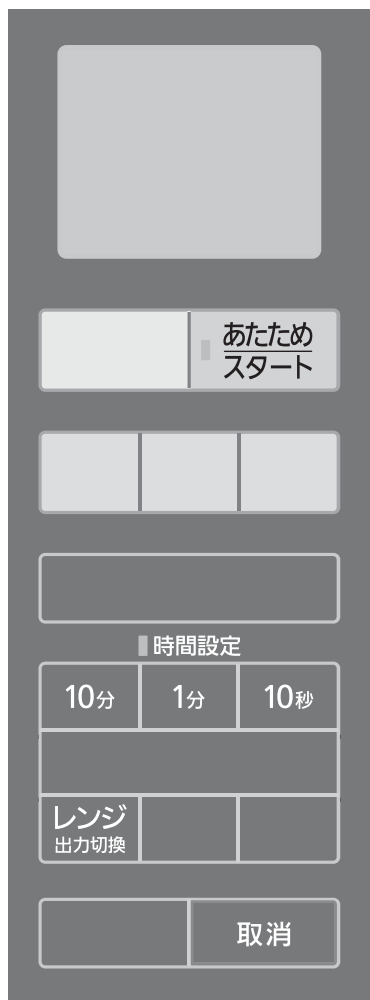 あたため
スタート
時間設定
10分 1分 10秒
レンジ
出力切換
取消